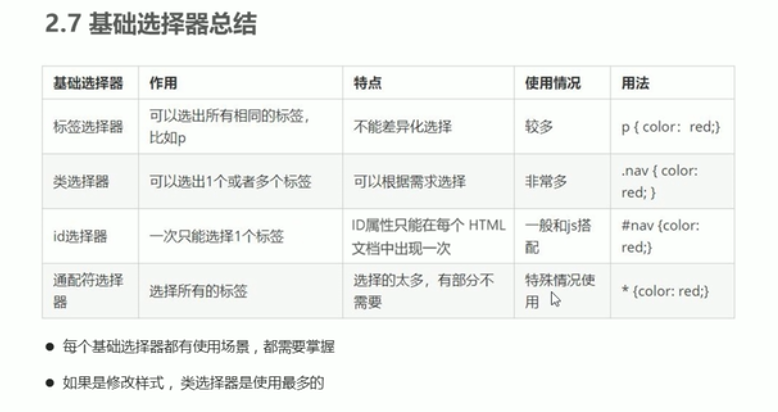 2.7 基础选择器总结
基础选择器 作用 特点 使用情况 用法
标签选择器 可以选出所有相同的标签，比如p 不能差异化选择 较多 p { color：red;}
类选择器 可以选出1个或者多个标签 可以根据需求选择 非常多 .nav { color: red; }
id选择器 一次只能选择1个标签 ID属性只能在每个 HTML 文档中出现一次 一般和js搭配 #nav {color: red;}
通配符选择器 选择所有的标签 选择的太多，有部分不需要 特殊情况使用 * {color: red;}
● 每个基础选择器都有使用场景，都需要掌握
● 如果是修改样式，类选择器是使用最多的